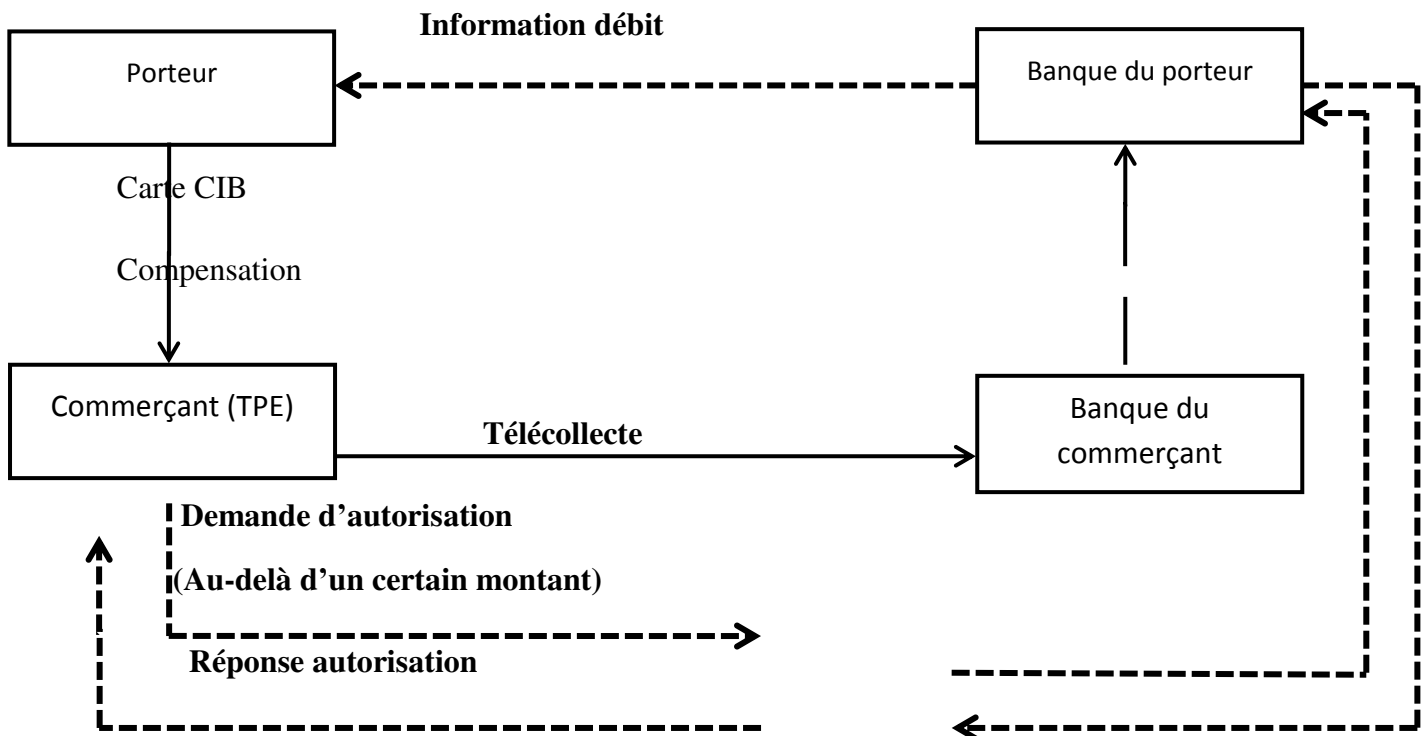 Information débit
Porteur
Banque du porteur
Carte CIB
Compensation
Commerçant (TPE)
Banque du
commerçant
Télécollecte
Demande d’autorisation
(Au-delà d’un certain montant)
Réponse autorisation